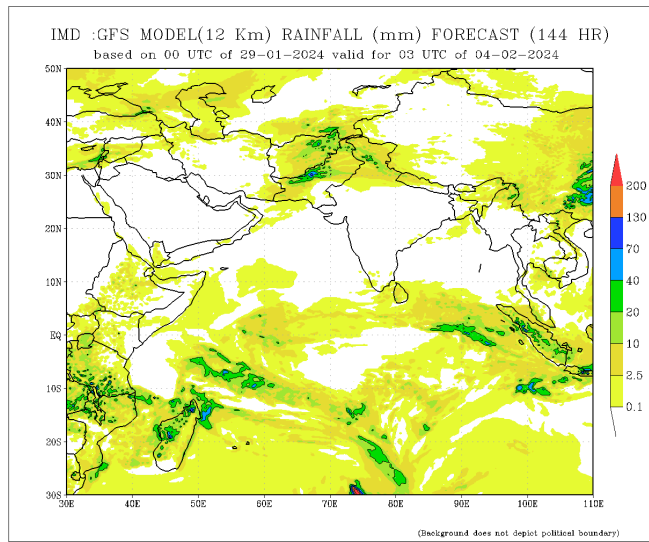 IMD :GFS MODEL(12 Km) RAINFALL (mm) FORECAST (144 HR)
based on 00 UTC of 29-01-2024 valid for 03 UTC of 04-02-2024
50N
40N
30N
20N
10N
EQ
10S
20S
30S
30E 40E 50E 60E 70E 80E 90E 100E 110E
200
130
70
40
20
10
2.5
0.1
(Background does not depict political boundary)